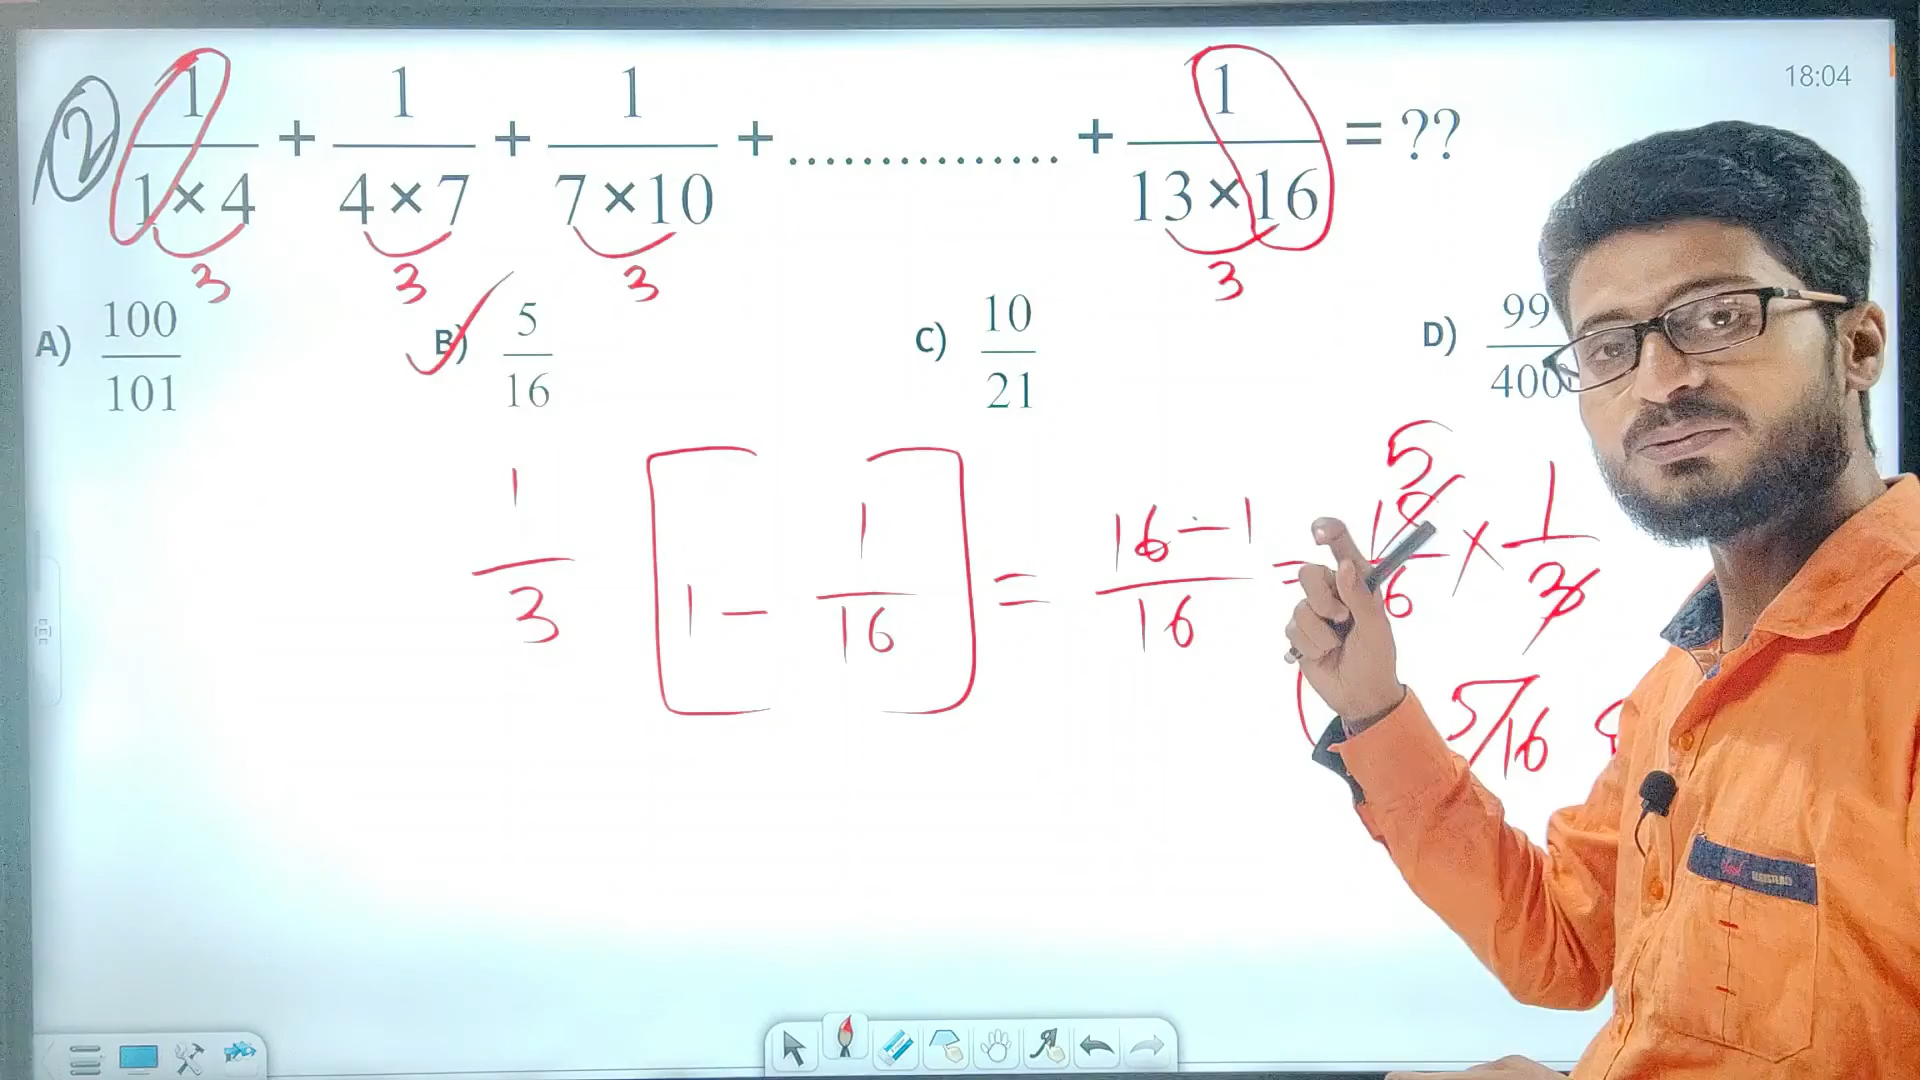 18:04
② 1/(1×4) + 1/(4×7) + 1/(7×10) + ............... + 1/(13×16) = ??
3 3 3 3
A) 100/101 B) 5/16 C) 10/21 D) 99/400
1/3 [1 − 1/16] = (16−1)/16 = 15/16 × 1/3
5
5/16